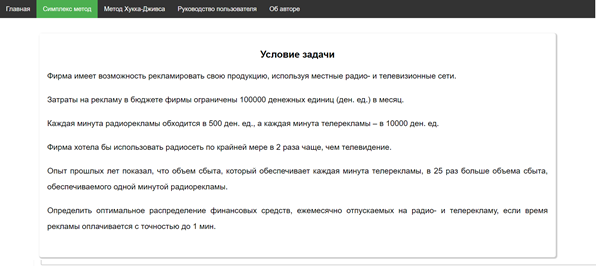 Главная Симплекс метод Метод Хукка-Дживса Руководство пользователя Об авторе
Условие задачи
Фирма имеет возможность рекламировать свою продукцию, используя местные радио- и телевизионные сети.
Затраты на рекламу в бюджете фирмы ограничены 100000 денежных единиц (ден. ед.) в месяц.
Каждая минута радиорекламы обходится в 500 ден. ед., а каждая минута телерекламы – в 10000 ден. ед.
Фирма хотела бы использовать радиосеть по крайней мере в 2 раза чаще, чем телевидение.
Опыт прошлых лет показал, что объем сбыта, который обеспечивает каждая минута телерекламы, в 25 раз больше объема сбыта,
обеспечиваемого одной минутой радиорекламы.
Определить оптимальное распределение финансовых средств, ежемесячно отпускаемых на радио- и телерекламу, если время
рекламы оплачивается с точностью до 1 мин.